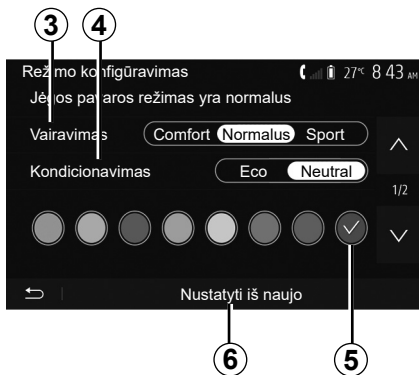 3 4
Režimo konfigūravimas 27°C 8 43 AM
Jėgos pavaros režimas yra normalus
Vairavimas Comfort Normalus Sport
Kondicionavimas Eco Neutral
1/2
Nustatyti iš naujo
6 5